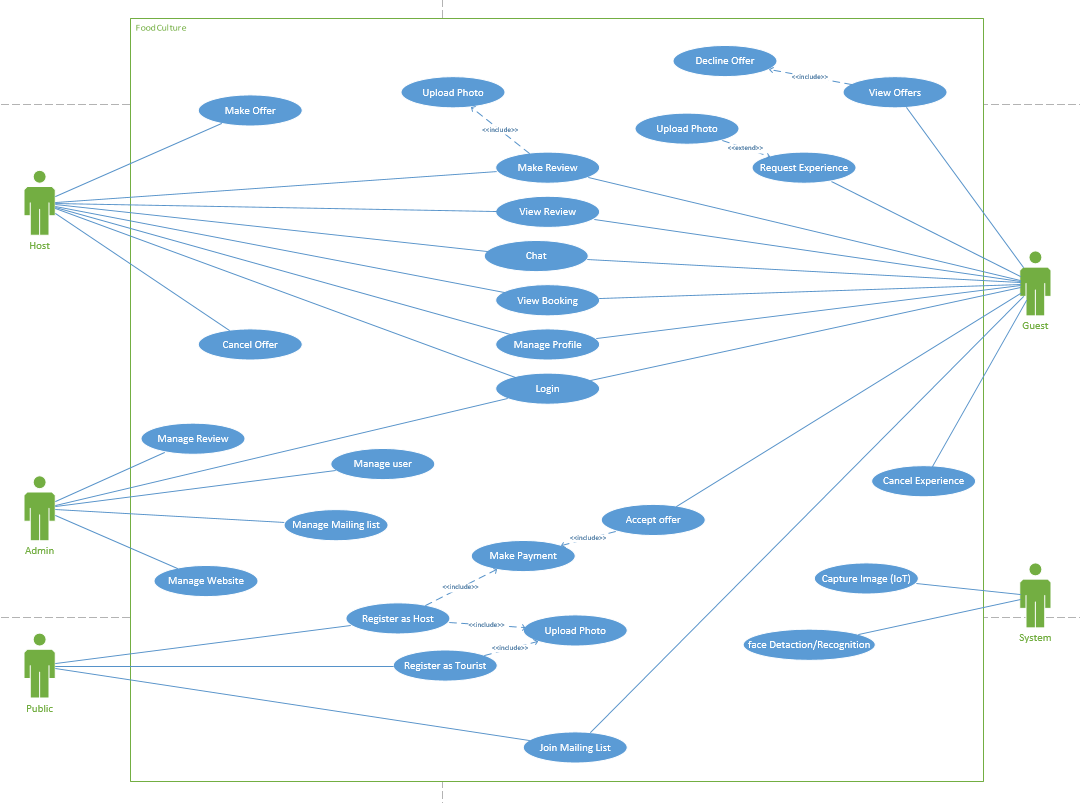 FoodCulture
Decline Offer
<<include>>
View Offers
Upload Photo
Make Offer
<<include>>
Upload Photo
<<extend>>
Make Review
Request Experience
View Review
Host
Chat
View Booking
Guest
Cancel Offer
Manage Profile
Login
Manage Review
Manage user
Cancel Experience
Manage Mailing list
Accept offer
<<include>>
Admin
Make Payment
Manage Website
Capture Image (IoT)
<<include>>
Register as Host
<<include>>
Upload Photo
System
<<include>>
face Detaction/Recognition
Register as Tourist
Public
Join Mailing List